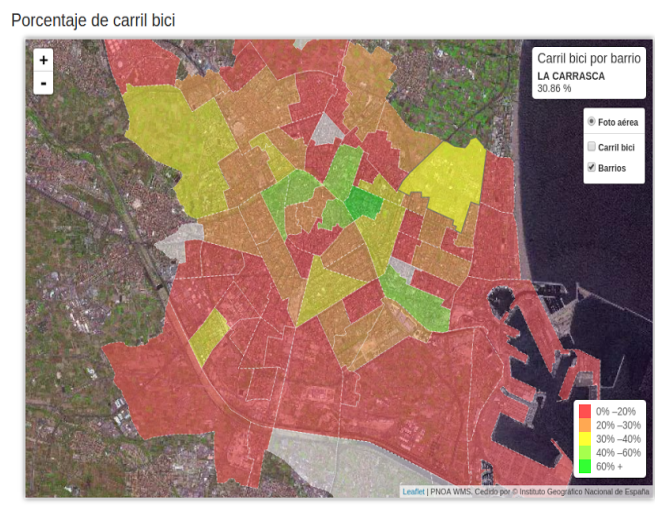 Porcentaje de carril bici
+
-
Carril bici por barrio
LA CARRASCA
30.86 %
Foto aérea
Carril bici
Barrios
0% –20%
20% –30%
30% –40%
40% –60%
60% +
Leaflet | PNOA WMS. Cedido por © Instituto Geográfico Nacional de España